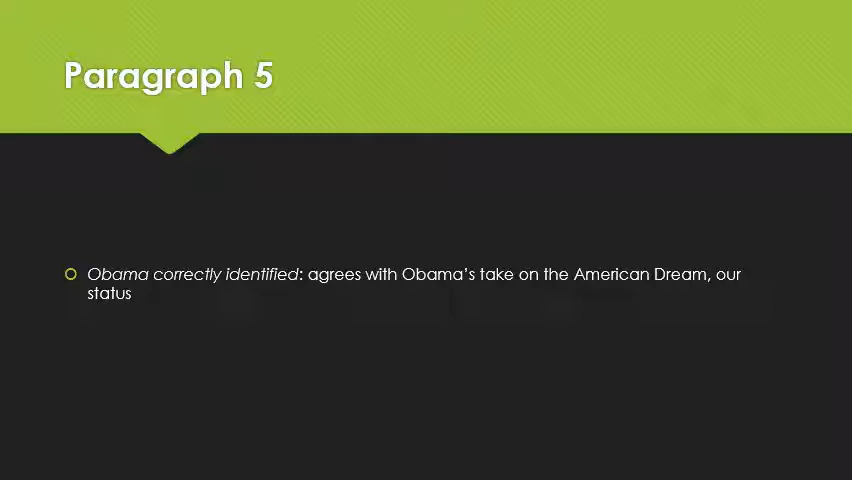 Paragraph 5
Obama correctly identified: agrees with Obama’s take on the American Dream, our
status